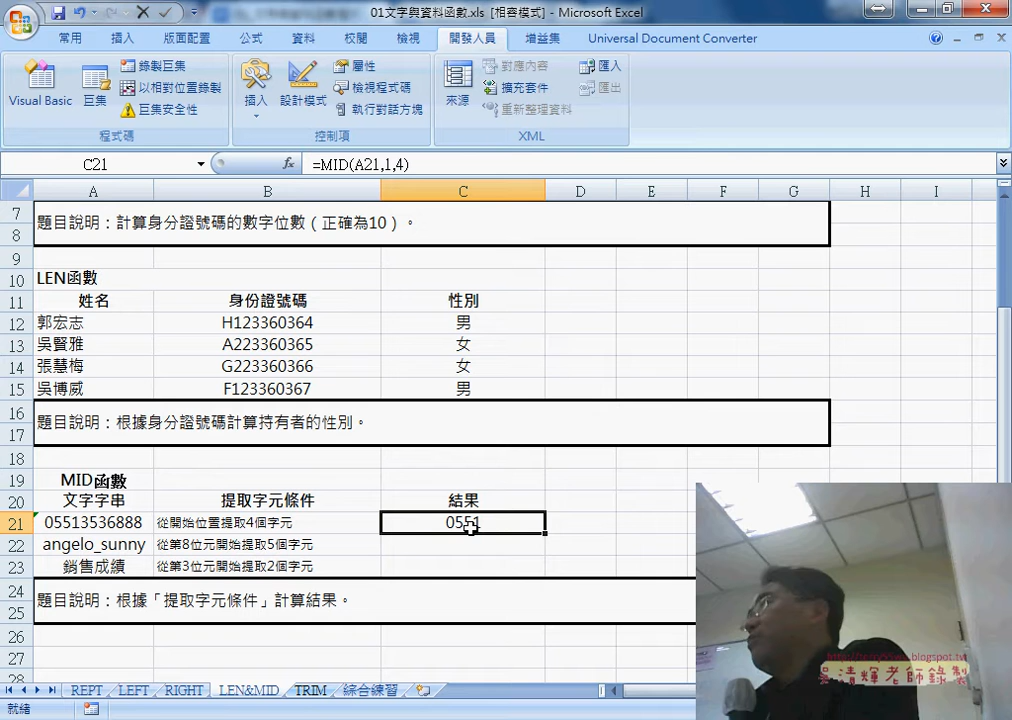 01文字與資料函數.xls [相容模式] - Microsoft Excel
常用 插入 版面配置 公式 資料 校閱 檢視 開發人員 增益集 Universal Document Converter
Visual Basic 巨集 錄製巨集 以相對位置錄製 巨集安全性 插入 設計模式 屬性 檢視程式碼 執行對話方塊 來源 對應內容 擴充套件 重新整理資料 匯入 匯出
程式碼 控制項 XML
C21 fx =MID(A21,1,4)
A B C D E F G H I
7 題目說明：計算身分證號碼的數字位數（正確為10）。
8
9
10 LEN函數
11 姓名 身份證號碼 性別
12 郭宏志 H123360364 男
13 吳賢雅 A223360365 女
14 張慧梅 G223360366 女
15 吳博威 F123360367 男
16 題目說明：根據身分證號碼計算持有者的性別。
17
18
19 MID函數
20 文字字串 提取字元條件 結果
21 05513536888 從開始位置提取4個字元 0551
22 angelo_sunny 從第8位元開始提取5個字元
23 銷售成績 從第3位元開始提取2個字元
24 題目說明：根據「提取字元條件」計算結果。
25
26
27
28
吳清輝老師錄製
REPT LEFT RIGHT LEN&MID TRIM 綜合練習
就緒